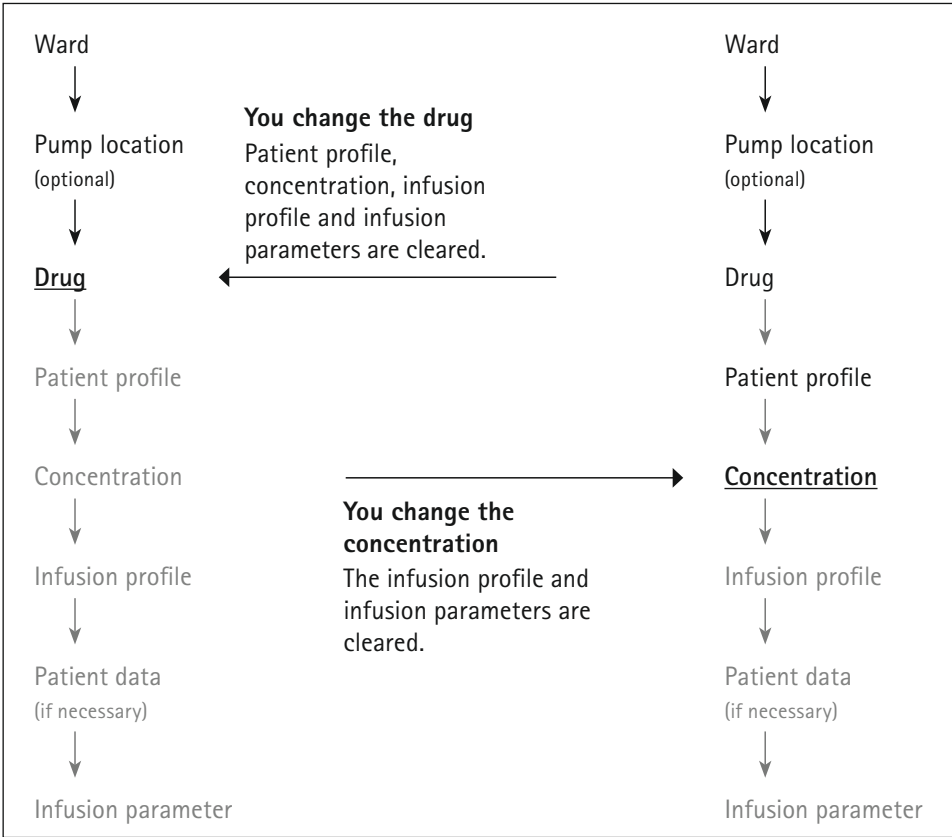 Ward
Pump location
(optional)
Drug
Patient profile
Concentration
Infusion profile
Patient data
(if necessary)
Infusion parameter
You change the drug
Patient profile,
concentration, infusion
profile and infusion
parameters are cleared.
You change the
concentration
The infusion profile and
infusion parameters are
cleared.
Ward
Pump location
(optional)
Drug
Patient profile
Concentration
Infusion profile
Patient data
(if necessary)
Infusion parameter